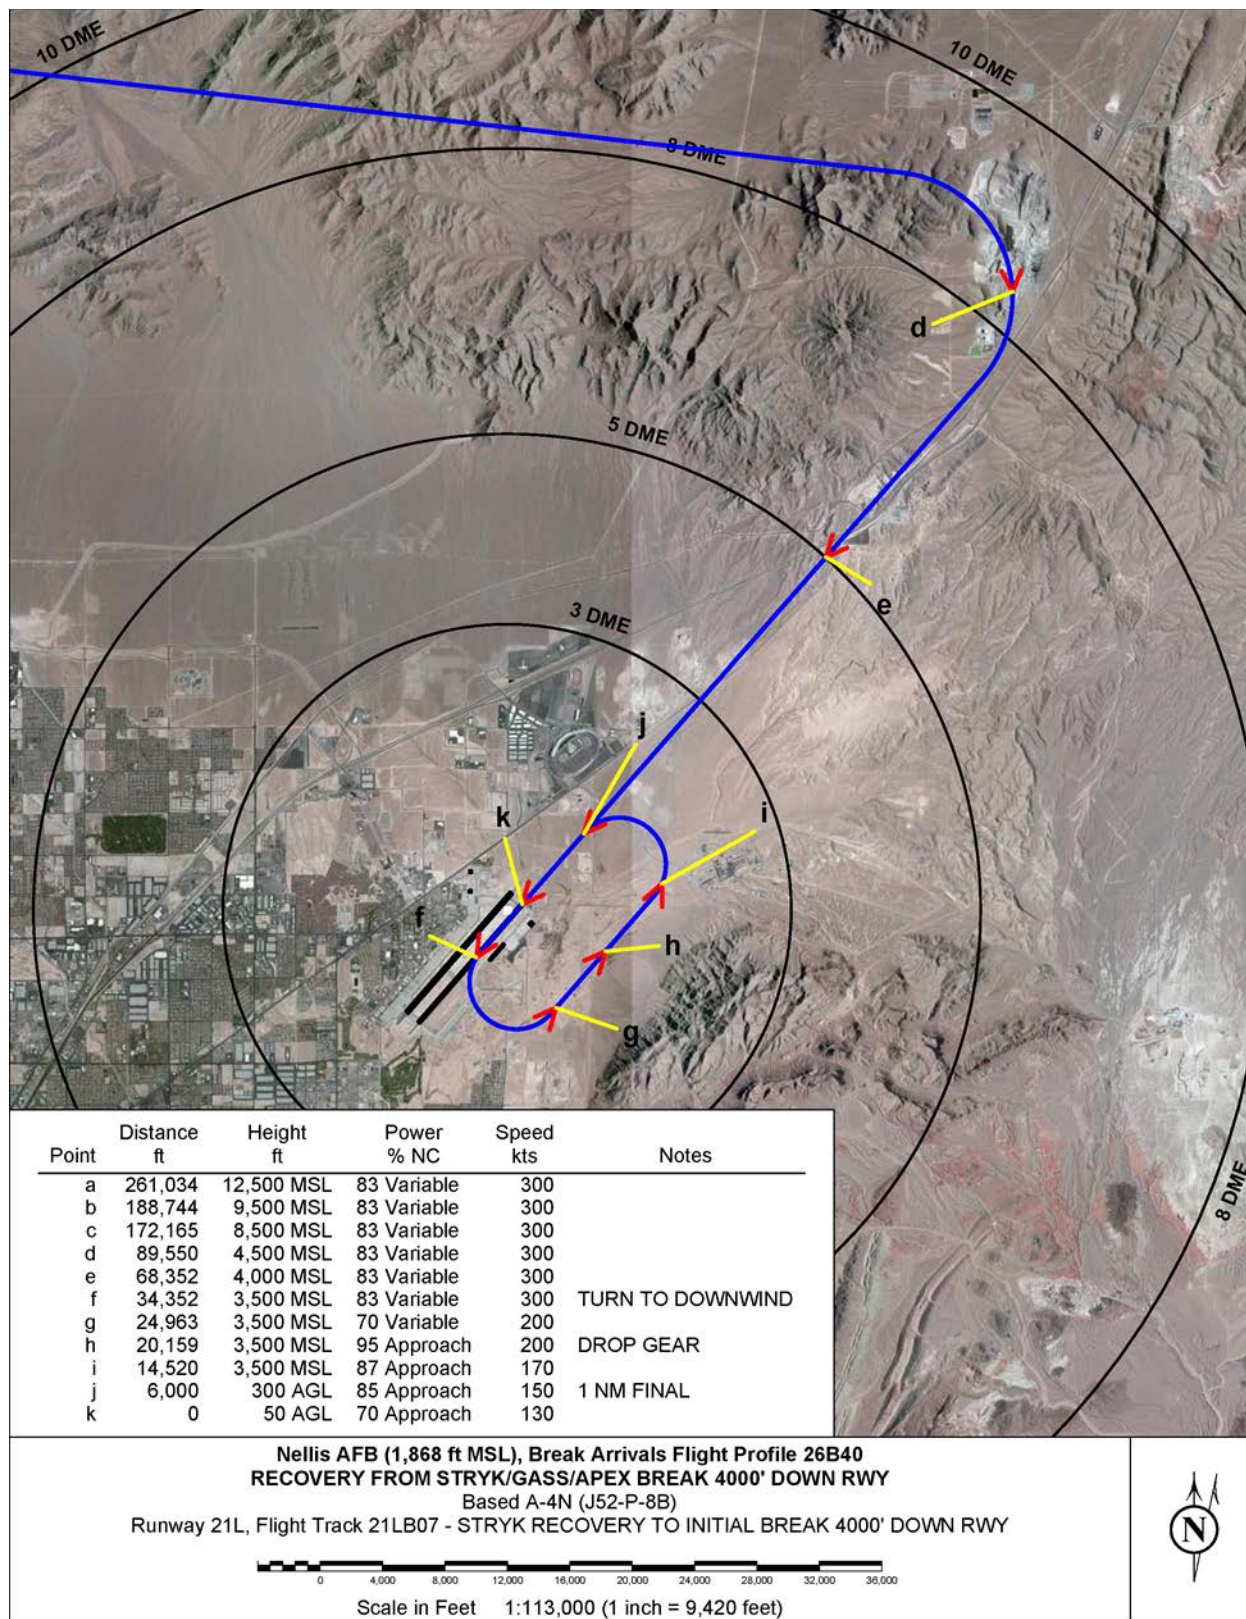 10 DME
10 DME
8 DME
d
5 DME
e
3 DME
j
i
k
f
h
g
8 DME
Point Distance ft Height ft Power % NC Speed kts Notes
a 261,034 12,500 MSL 83 Variable 300
b 188,744 9,500 MSL 83 Variable 300
c 172,165 8,500 MSL 83 Variable 300
d 89,550 4,500 MSL 83 Variable 300
e 68,352 4,000 MSL 83 Variable 300
f 34,352 3,500 MSL 83 Variable 300 TURN TO DOWNWIND
g 24,963 3,500 MSL 70 Variable 200
h 20,159 3,500 MSL 95 Approach 200 DROP GEAR
i 14,520 3,500 MSL 87 Approach 170
j 6,000 300 AGL 85 Approach 150 1 NM FINAL
k 0 50 AGL 70 Approach 130
Nellis AFB (1,868 ft MSL), Break Arrivals Flight Profile 26B40
RECOVERY FROM STRYK/GASS/APEX BREAK 4000' DOWN RWY
Based A-4N (J52-P-8B)
Runway 21L, Flight Track 21LB07 - STRYK RECOVERY TO INITIAL BREAK 4000' DOWN RWY
0 4,000 8,000 12,000 16,000 20,000 24,000 28,000 32,000 36,000
Scale in Feet 1:113,000 (1 inch = 9,420 feet)
N